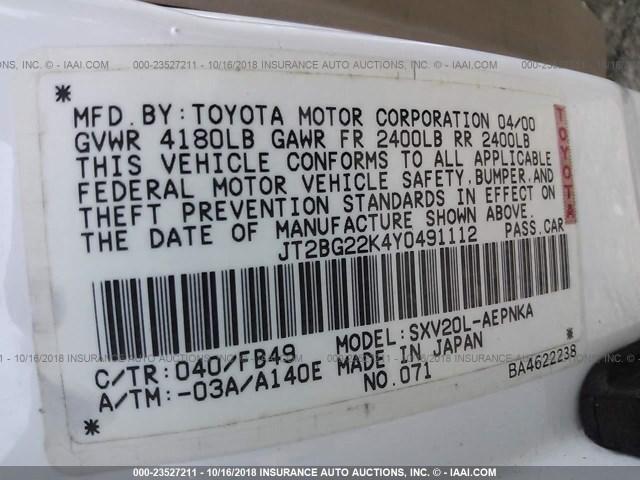 000-23527211 - 10/16/2018 INSURANCE AUTO AUCTIONS, INC. - © IAAI.COM
*
MFD. BY: TOYOTA MOTOR CORPORATION 04/00
GVWR 4180LB GAWR FR 2400LB RR 2400LB
THIS VEHICLE CONFORMS TO ALL APPLICABLE
FEDERAL MOTOR VEHICLE SAFETY, BUMPER, AND
THEFT PREVENTION STANDARDS IN EFFECT ON
THE DATE OF MANUFACTURE SHOWN ABOVE.
JT2BG22K4Y0491112 PASS. CAR
TOYOTA
C/TR: 040/FB49 MODEL: SXV20L-AEPNKA
A/TM: -03A/A140E MADE IN JAPAN
NO. 071 BA4622238
*
000-23527211 - 10/16/2018 INSURANCE AUTO AUCTIONS, INC. - © IAAI.COM